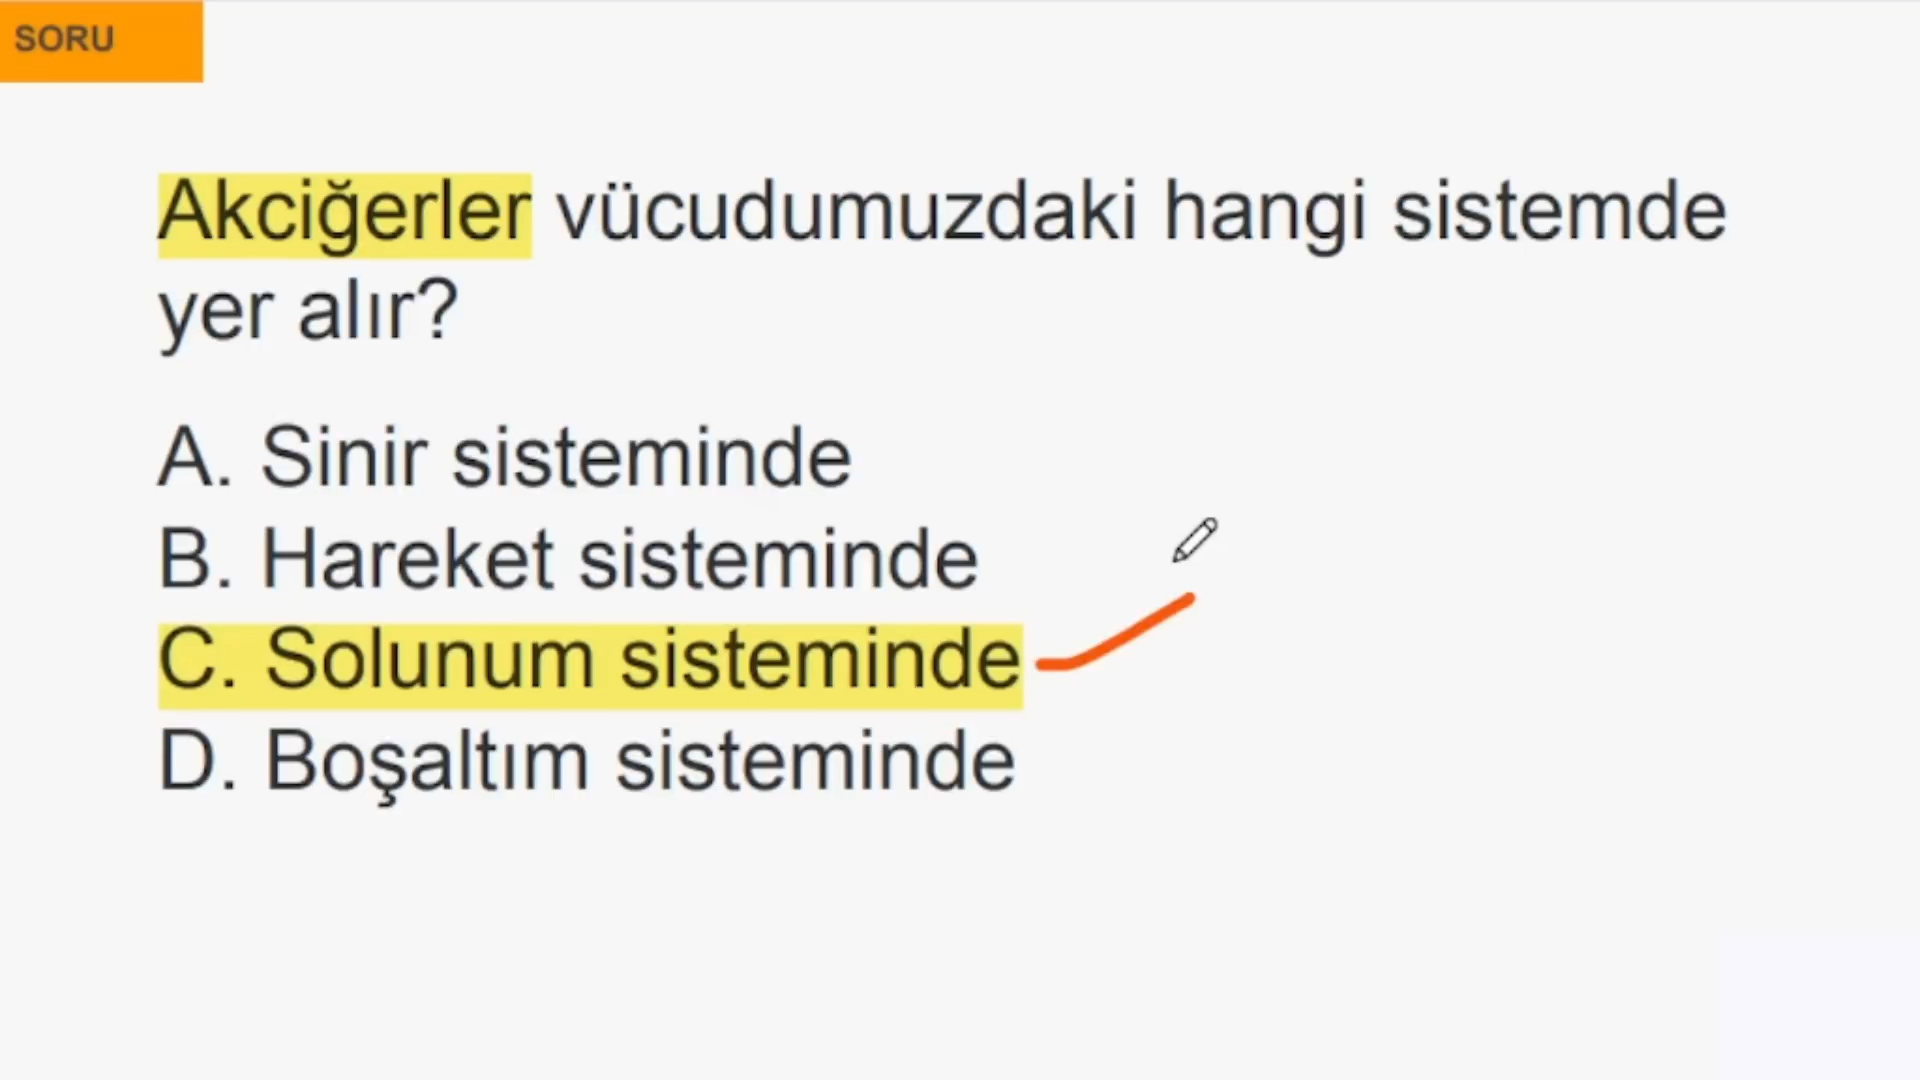 SORU
Akciğerler vücudumuzdaki hangi sistemde
yer alır?
A. Sinir sisteminde
B. Hareket sisteminde
C. Solunum sisteminde
D. Boşaltım sisteminde